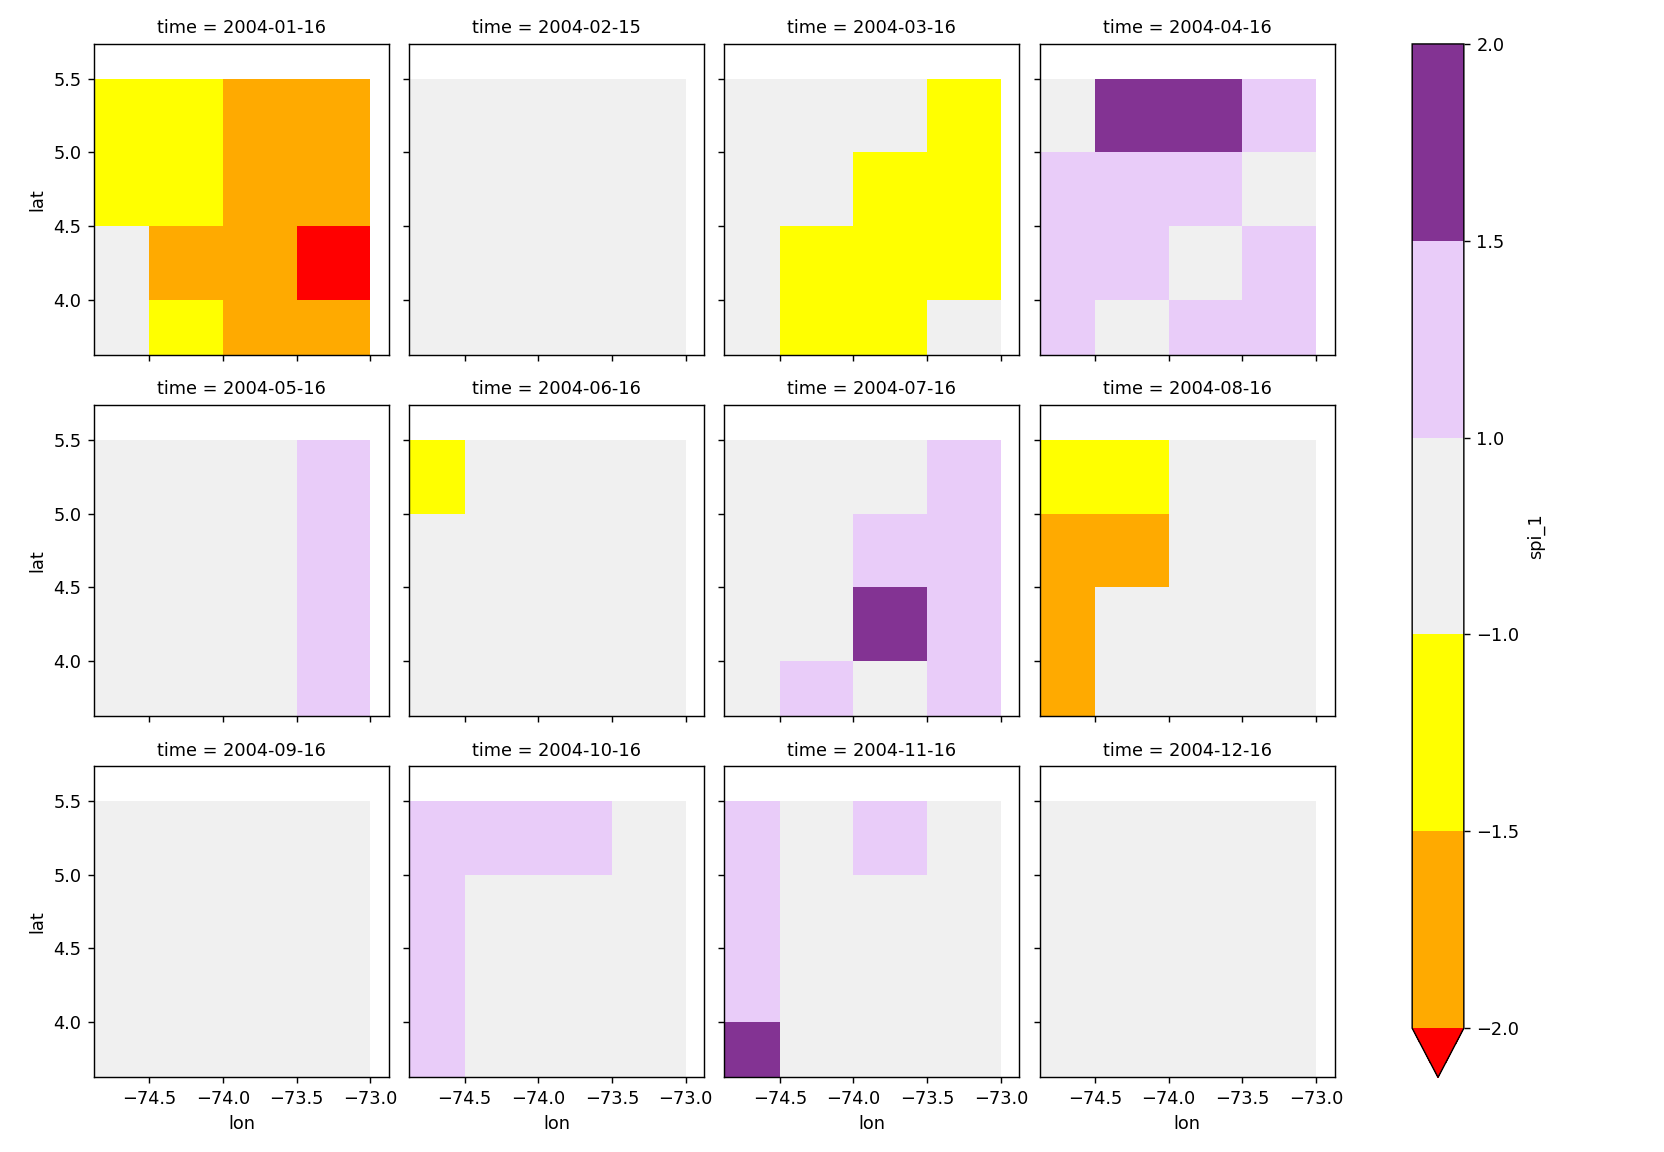 time = 2004-01-16
time = 2004-02-15
time = 2004-03-16
time = 2004-04-16
5.5
5.0
4.5
4.0
lat
time = 2004-05-16
time = 2004-06-16
time = 2004-07-16
time = 2004-08-16
5.5
5.0
4.5
4.0
lat
time = 2004-09-16
time = 2004-10-16
time = 2004-11-16
time = 2004-12-16
5.5
5.0
4.5
4.0
lat
−74.5 −74.0 −73.5 −73.0
lon
−74.5 −74.0 −73.5 −73.0
lon
−74.5 −74.0 −73.5 −73.0
lon
−74.5 −74.0 −73.5 −73.0
lon
2.0
1.5
1.0
−1.0
−1.5
−2.0
spi_1